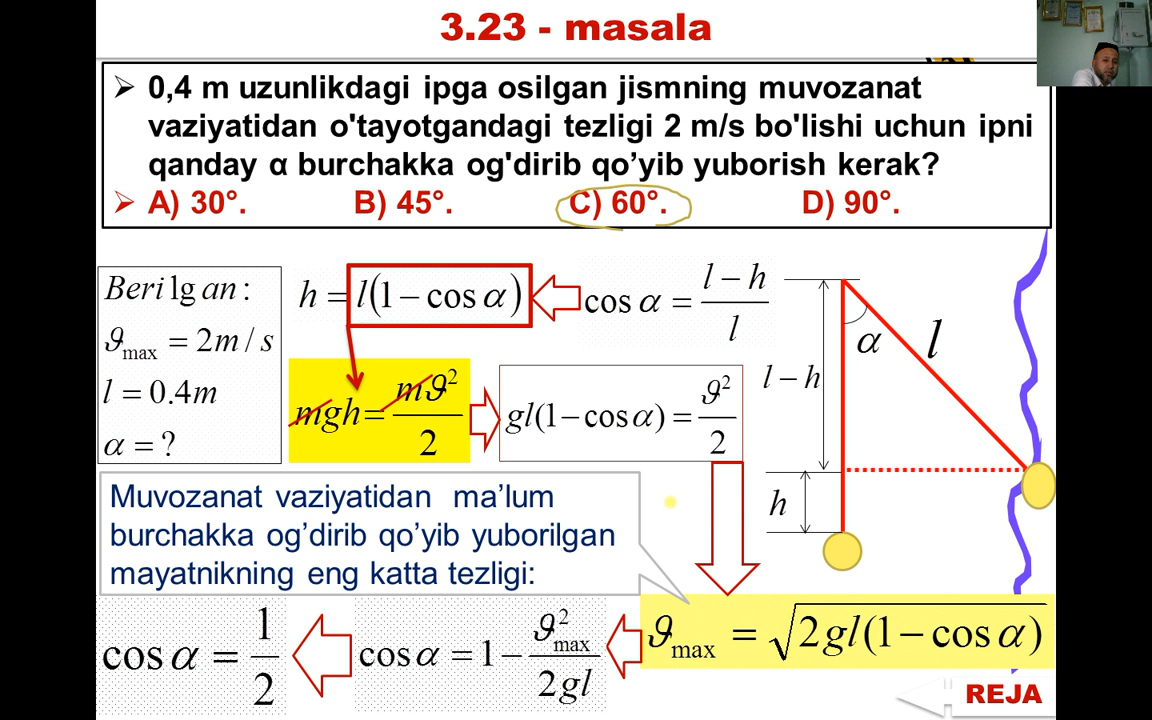 3.23 - masala
➢ 0,4 m uzunlikdagi ipga osilgan jismning muvozanat
vaziyatidan o'tayotgandagi tezligi 2 m/s bo'lishi uchun ipni
qanday α burchakka og'dirib qo’yib yuborish kerak?
➢ A) 30°. B) 45°. C) 60°. D) 90°.
Berilgan:
ϑmax = 2m / s
l = 0.4m
α = ?
h = l(1 − cos α)
cos α = (l − h)/l
mgh = mϑ²/2
gl(1 − cos α) = ϑ²/2
α
l
l − h
h
Muvozanat vaziyatidan ma’lum
burchakka og’dirib qo’yib yuborilgan
mayatnikning eng katta tezligi:
ϑmax = √(2gl(1 − cos α))
cos α = 1 − ϑ²max/2gl
cos α = 1/2
REJA